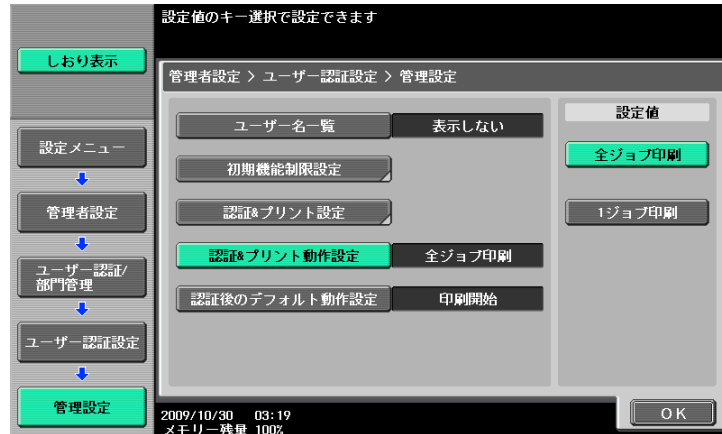 設定値のキー選択で設定できます
しおり表示
管理者設定 > ユーザー認証設定 > 管理設定
設定メニュー
管理者設定
ユーザー認証/
部門管理
ユーザー認証設定
管理設定
ユーザー名一覧 表示しない
初期機能制限設定
認証&プリント設定
認証&プリント動作設定 全ジョブ印刷
認証後のデフォルト動作設定 印刷開始
設定値
全ジョブ印刷
1ジョブ印刷
2009/10/30 03:19
メモリー残量 100%
OK